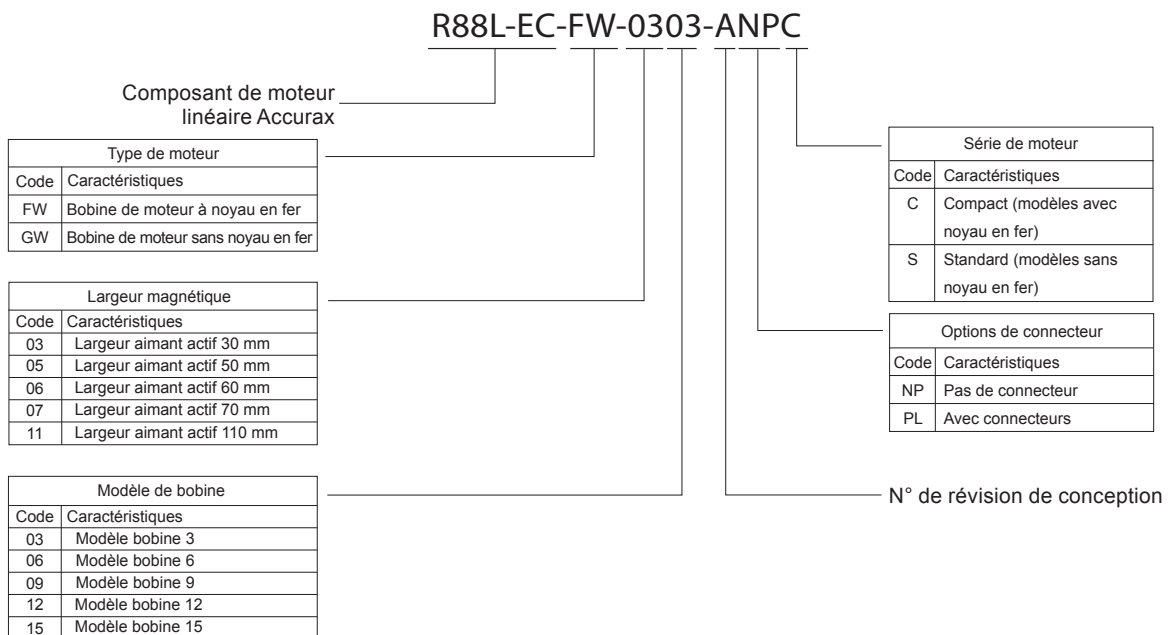 R88L-EC-FW-0303-ANPC
Composant de moteur
linéaire Accurax
Type de moteur
Code Caractéristiques
FW Bobine de moteur à noyau en fer
GW Bobine de moteur sans noyau en fer
Largeur magnétique
Code Caractéristiques
03 Largeur aimant actif 30 mm
05 Largeur aimant actif 50 mm
06 Largeur aimant actif 60 mm
07 Largeur aimant actif 70 mm
11 Largeur aimant actif 110 mm
Modèle de bobine
Code Caractéristiques
03 Modèle bobine 3
06 Modèle bobine 6
09 Modèle bobine 9
12 Modèle bobine 12
15 Modèle bobine 15
Série de moteur
Code Caractéristiques
C Compact (modèles avec
noyau en fer)
S Standard (modèles sans
noyau en fer)
Options de connecteur
Code Caractéristiques
NP Pas de connecteur
PL Avec connecteurs
N° de révision de conception